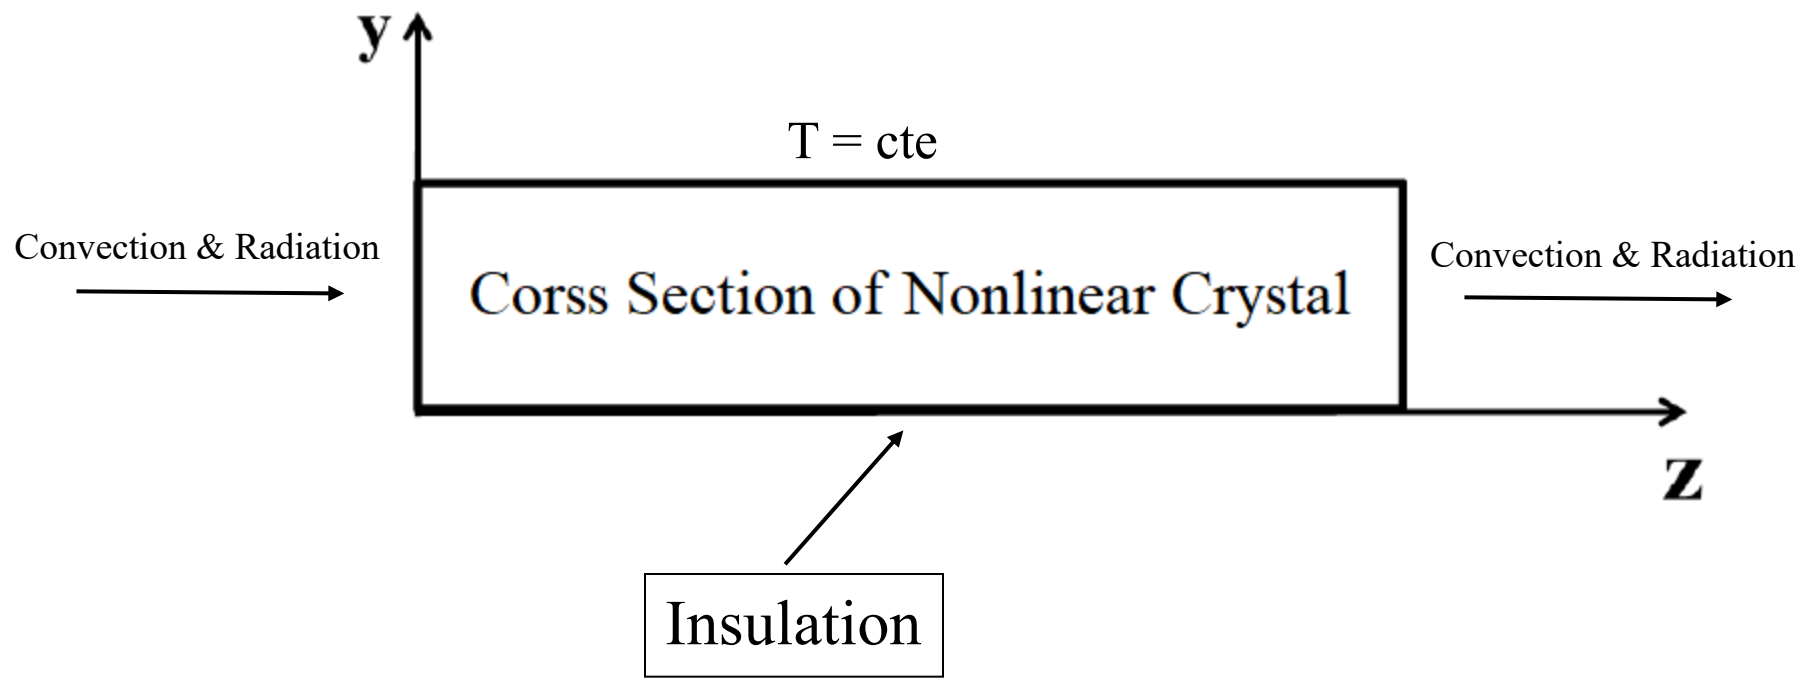 y
T = cte
Convection & Radiation
Convection & Radiation
Corss Section of Nonlinear Crystal
z
Insulation